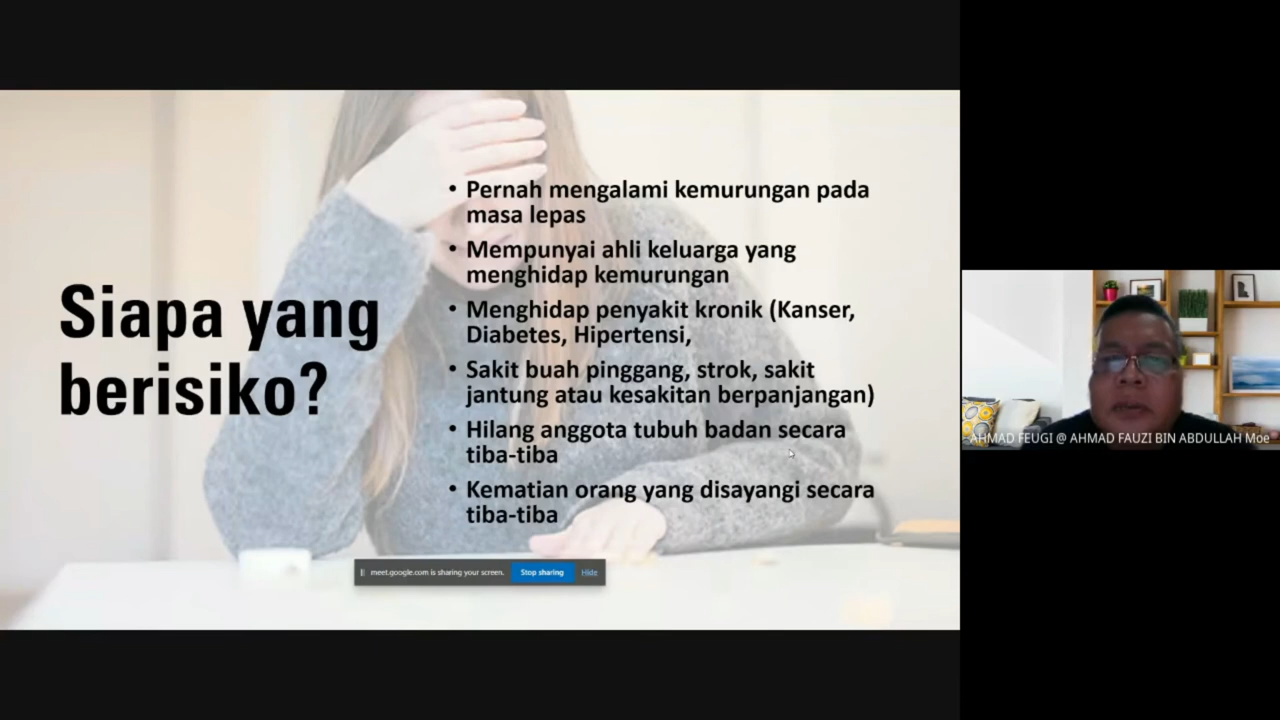 Siapa yang
berisiko?
• Pernah mengalami kemurungan pada
masa lepas
• Mempunyai ahli keluarga yang
menghidap kemurungan
• Menghidap penyakit kronik (Kanser,
Diabetes, Hipertensi,
• Sakit buah pinggang, strok, sakit
jantung atau kesakitan berpanjangan)
• Hilang anggota tubuh badan secara
tiba-tiba
• Kematian orang yang disayangi secara
tiba-tiba
meet.google.com is sharing your screen. Stop sharing Hide
AHMAD FEUGI @ AHMAD FAUZI BIN ABDULLAH Moe